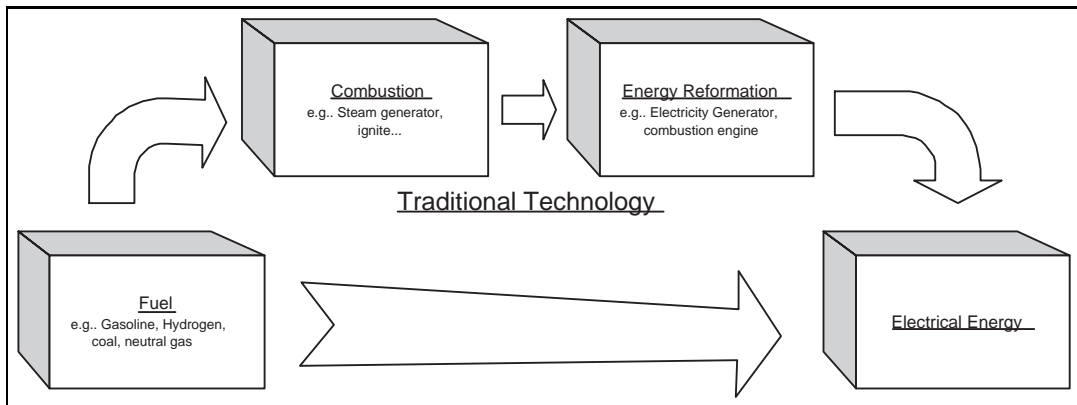 Combustion
e.g.. Steam generator,
ignite...
Energy Reformation
e.g.. Electricity Generator,
combustion engine
Traditional Technology
Fuel
e.g.. Gasoline, Hydrogen,
coal, neutral gas
Electrical Energy